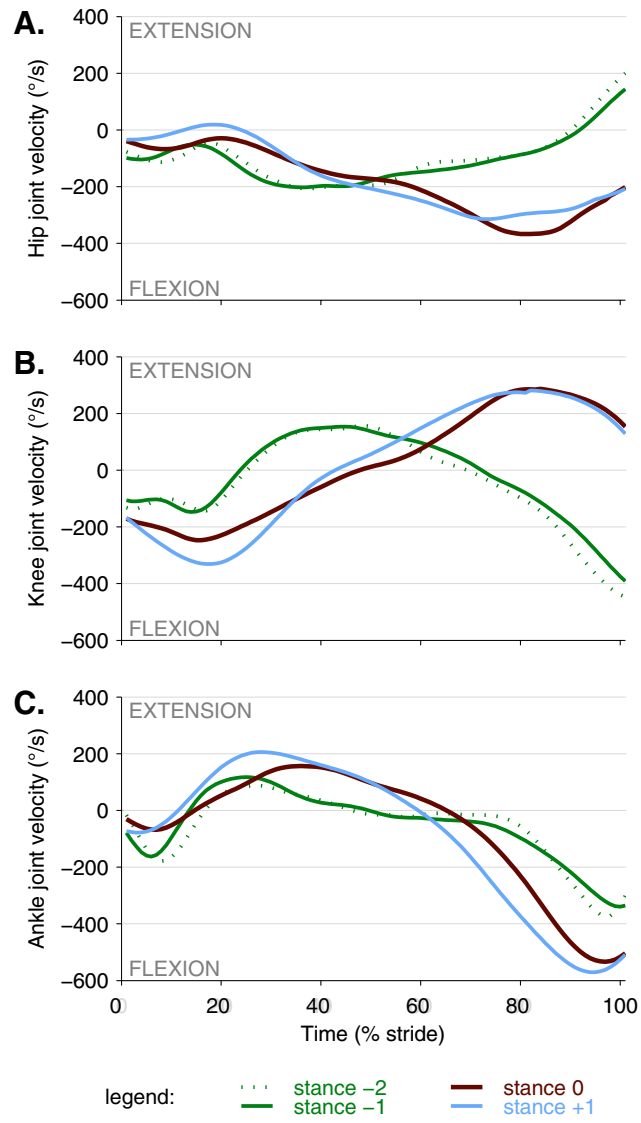 A.
EXTENSION
Hip joint velocity (°/s)
400
200
0
−200
−400
−600
FLEXION
B.
EXTENSION
Knee joint velocity (°/s)
400
200
0
−200
−400
−600
FLEXION
C.
EXTENSION
Ankle joint velocity (°/s)
400
200
0
−200
−400
−600
FLEXION
0 20 40 60 80 100
Time (% stride)
legend:
stance −2
stance −1
stance 0
stance +1